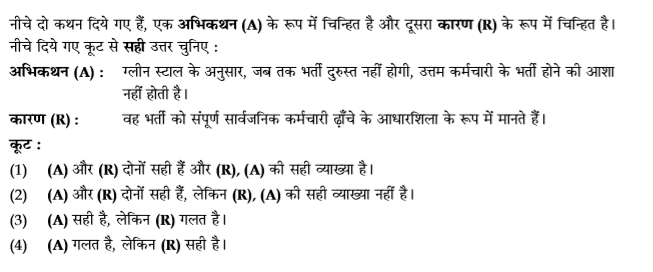 नीचे दो कथन दिये गए हैं, एक अभिकथन (A) के रूप में चिन्हित है और दूसरा कारण (R) के रूप में चिन्हित है।
नीचे दिये गए कूट से सही उत्तर चुनिए :
अभिकथन (A) : ग्लीन स्टाल के अनुसार, जब तक भर्ती दुरुस्त नहीं होगी, उत्तम कर्मचारी के भर्ती होने की आशा
नहीं होती है।
कारण (R) : वह भर्ती को संपूर्ण सार्वजनिक कर्मचारी ढाँचे के आधारशिला के रूप में मानते हैं।
कूट :
(1) (A) और (R) दोनों सही हैं और (R), (A) की सही व्याख्या है।
(2) (A) और (R) दोनों सही हैं, लेकिन (R), (A) की सही व्याख्या नहीं है।
(3) (A) सही है, लेकिन (R) गलत है।
(4) (A) गलत है, लेकिन (R) सही है।